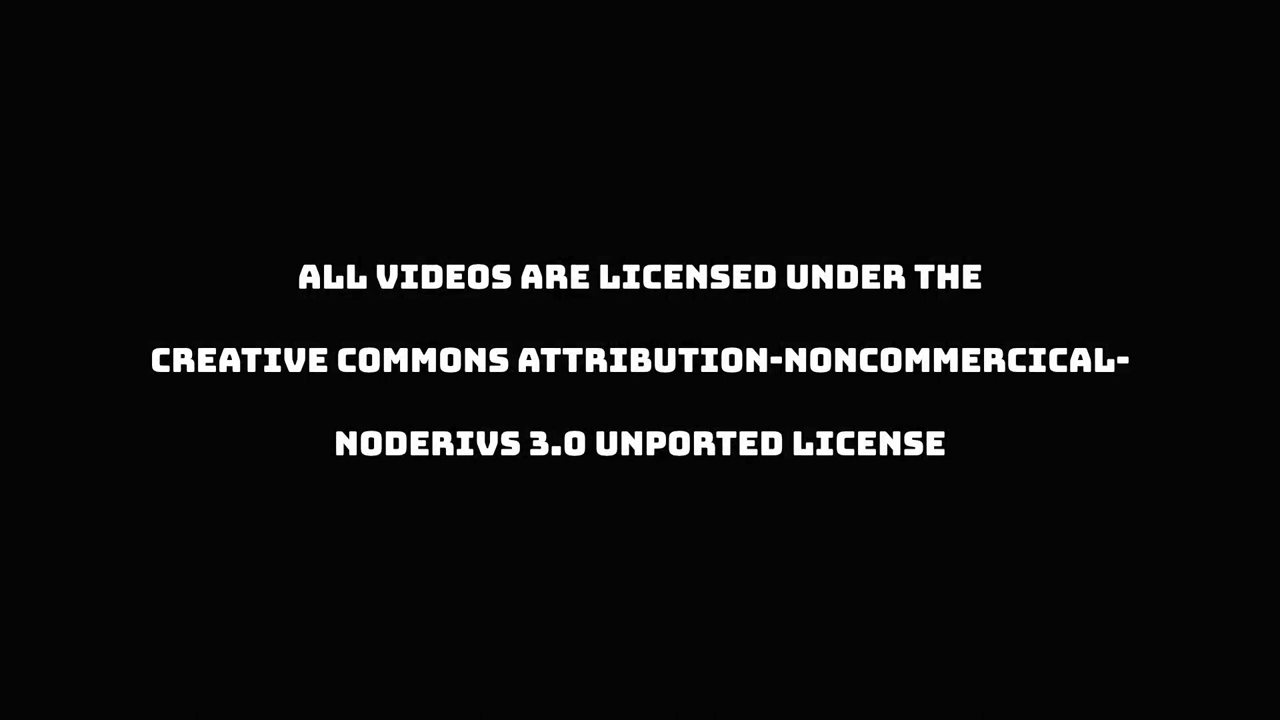 ALL VIDEOS ARE LICENSED UNDER THE
CREATIVE COMMONS ATTRIBUTION-NONCOMMERCICAL-
NODERIVS 3.0 UNPORTED LICENSE